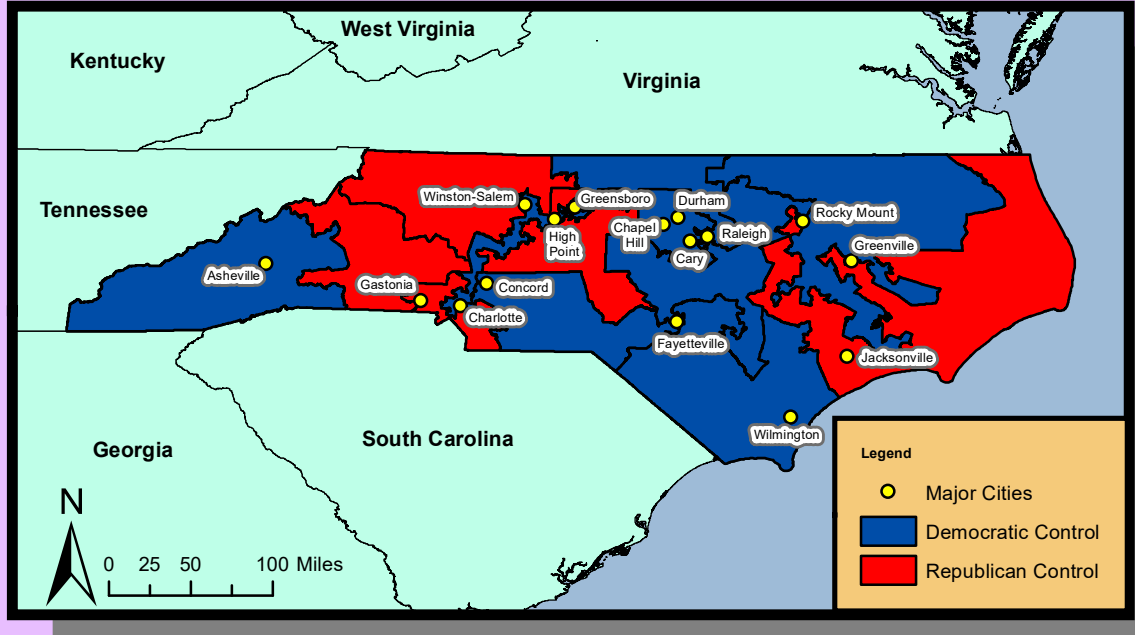 West Virginia
Kentucky
Virginia
Tennessee
Winston-Salem
Greensboro
Durham
Rocky Mount
Chapel
Hill
Raleigh
High
Point
Cary
Greenville
Asheville
Gastonia
Concord
Charlotte
Fayetteville
Jacksonville
Wilmington
South Carolina
Georgia
N
0 25 50 100 Miles
Legend
Major Cities
Democratic Control
Republican Control